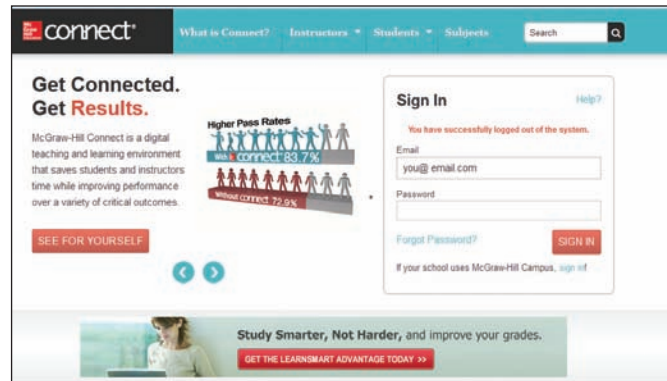 Mc Graw Hill Education connect®
What is Connect? Instructors Students Subjects
Search
Get Connected.
Get Results.
McGraw-Hill Connect is a digital
teaching and learning environment
that saves students and instructors
time while improving performance
over a variety of critical outcomes.
SEE FOR YOURSELF
Higher Pass Rates
With connect 83.7%
Without connect 72.9%
Sign In
Help?
You have successfully logged out of the system.
Email
you@ email.com
Password
Forgot Password?
SIGN IN
If your school uses McGraw-Hill Campus, sign in!
Study Smarter, Not Harder, and improve your grades.
GET THE LEARNSMART ADVANTAGE TODAY >>